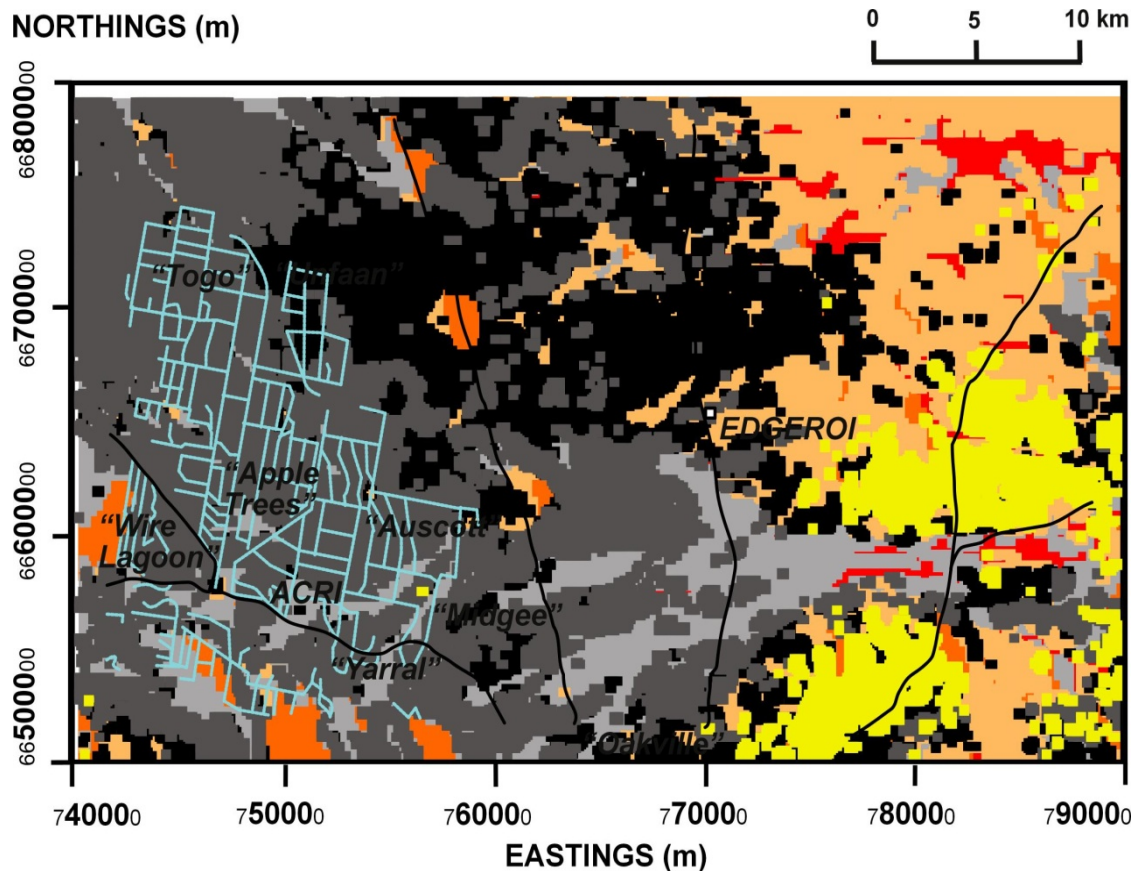 NORTHINGS (m)
0 5 10 km
6680000
6670000
6660000
6650000
“Togo”
“Apple
Trees”
“Auscott”
“Wire
Lagoon”
ACRI
“Midgee”
“Yarral”
“Oakville”
EDGEROI
740000 750000 760000 770000 780000 790000
EASTINGS (m)